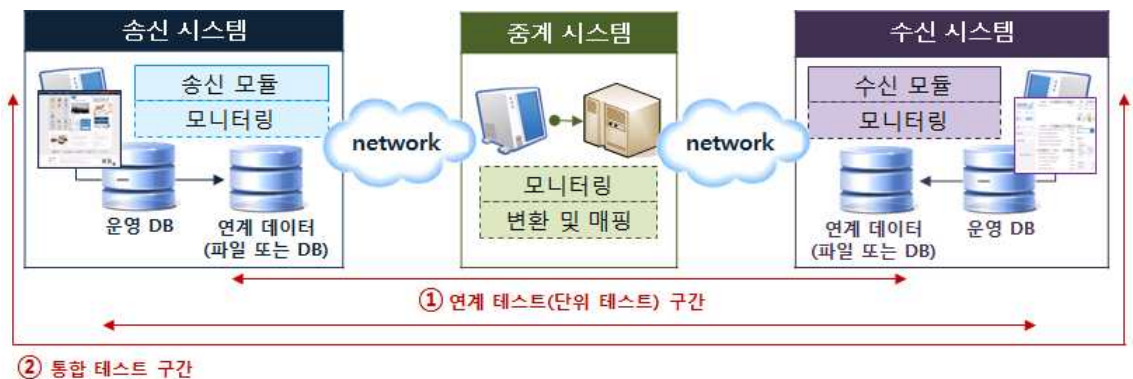 송신 시스템
중계 시스템
수신 시스템
송신 모듈
모니터링
network
모니터링
변환 및 매핑
network
수신 모듈
모니터링
운영 DB
연계 데이터
(파일 또는 DB)
연계 데이터
(파일 또는 DB)
운영 DB
① 연계 테스트(단위 테스트) 구간
② 통합 테스트 구간